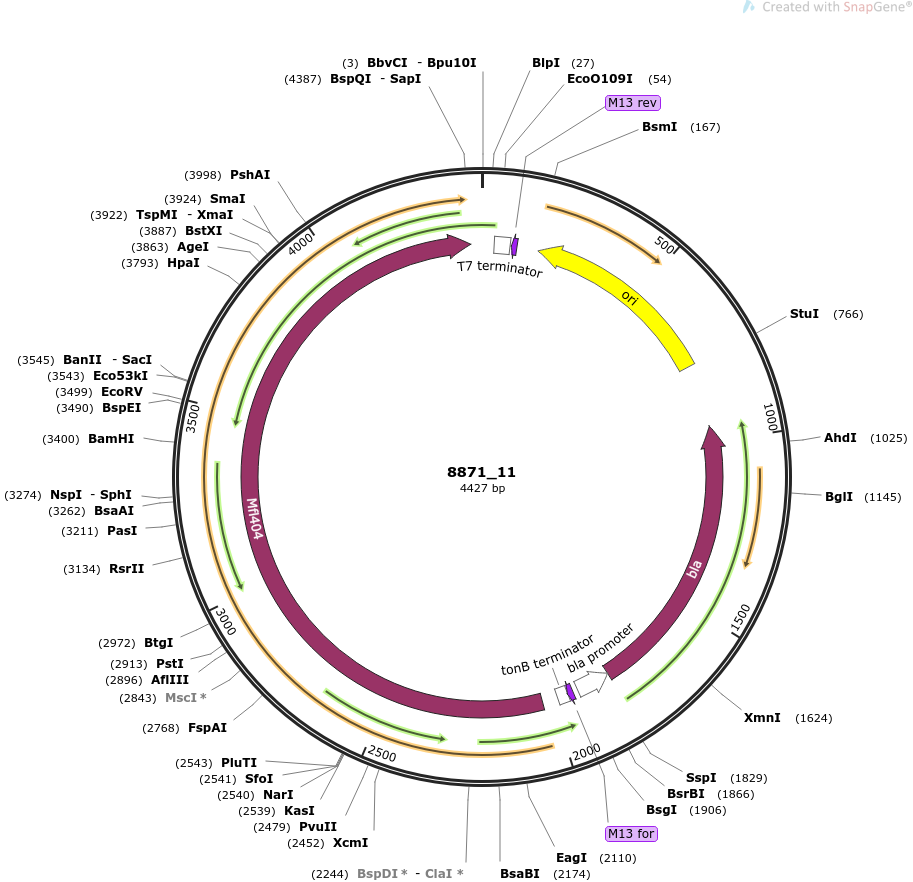 Created with SnapGene®
(3) BbvCI - Bpu10I
(4387) BspQI - SapI
BlpI (27)
EcoO109I (54)
M13 rev
BsmI (167)
(3998) PshAI
(3924) SmaI
(3922) TspMI - XmaI
(3887) BstXI
(3863) AgeI
(3793) HpaI
4000
500
T7 terminator
ori
StuI (766)
(3545) BanII - SacI
(3543) Eco53kI
(3499) EcoRV
(3490) BspEI
3500
1000
(3400) BamHI
AhdI (1025)
8871_11
4427 bp
(3274) NspI - SphI
(3262) BsaAI
(3211) PasI
BglI (1145)
Mfl404
(3134) RsrII
bla
3000
1500
(2972) BtgI
(2913) PstI
(2896) AflIII
(2843) MscI *
(2768) FspAI
tonB terminator
bla promoter
XmnI (1624)
2500
2000
(2543) PluTI
(2541) SfoI
(2540) NarI
(2539) KasI
(2479) PvuII
(2452) XcmI
SspI (1829)
BsrBI (1866)
BsgI (1906)
M13 for
EagI (2110)
(2244) BspDI * - ClaI *
BsaBI (2174)